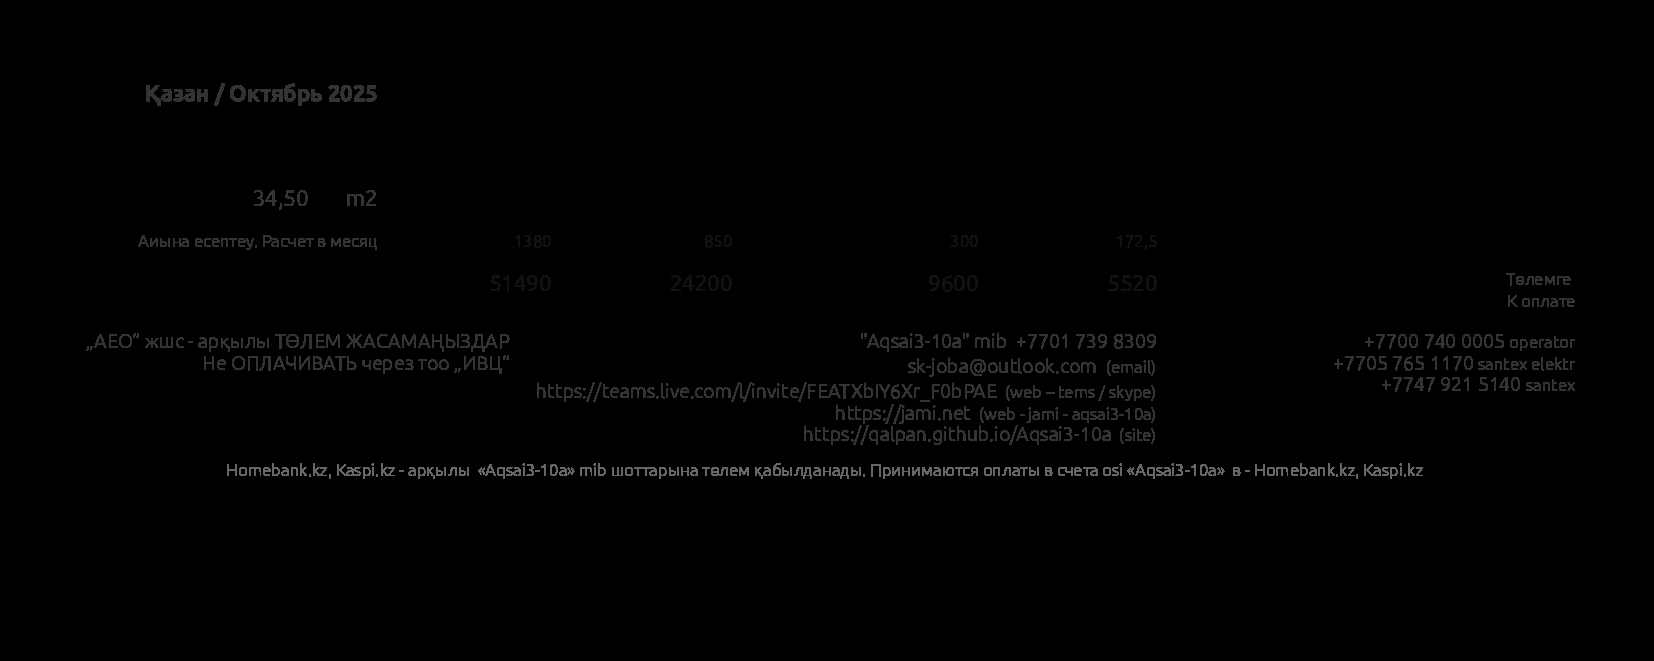 Қазан / Октябрь 2025
34,50 m2
Аиына есептеу. Расчет в месяц 1380 850 300 172,5
51490 24200 9600 5520
Төлемге
К оплате
„АЕО“ жшс - арқылы ТӨЛЕМ ЖАСАМАҢЫЗДАР "Aqsai3-10a" mib +7701 739 8309 +7700 740 0005 operator
Не ОПЛАЧИВАТЬ через тоо „ИВЦ“ sk-joba@outlook.com (email) +7705 765 1170 santex elektr
https://teams.live.com/l/invite/FEATXbIY6Xr_F0bPAE (web – tems / skype) +7747 921 5140 santex
https://jami.net (web - jami - aqsai3-10a)
https://qalpan.github.io/Aqsai3-10a (site)
Homebank.kz, Kaspi.kz - арқылы «Aqsai3-10a» mib шоттарына төлем қабылданады. Принимаются оплаты в счета osi «Aqsai3-10a» в - Homebank.kz, Kaspi.kz